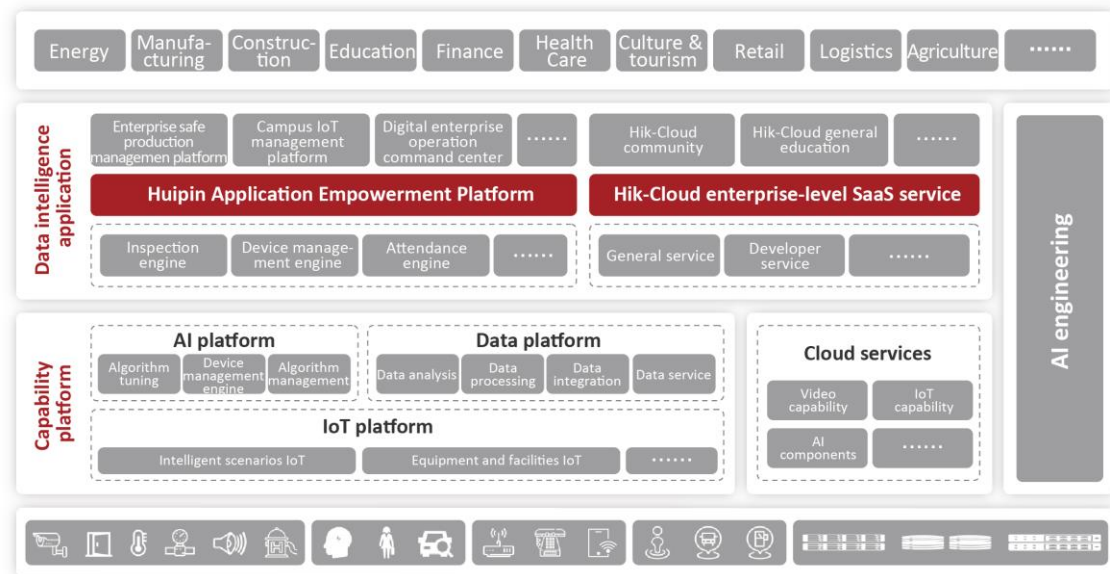 Energy
Manufa-
cturing
Construc-
tion
Education
Finance
Health
Care
Culture &
tourism
Retail
Logistics
Agriculture
······
Data intelligence
application
Enterprise safe
production
managemen platform
Campus IoT
management
platform
Digital enterprise
operation
command center
······
Hik-Cloud
community
Hik-Cloud general
education
······
Huipin Application Empowerment Platform
Hik-Cloud enterprise-level SaaS service
Inspection
engine
Device manage-
ment engine
Attendance
engine
······
General service
Developer
service
······
AI engineering
Capability
platform
AI platform
Algorithm
tuning
Device
management
engine
Algorithm
management
Data platform
Data analysis
Data
processing
Data
integration
Data service
IoT platform
Intelligent scenarios IoT
Equipment and facilities IoT
······
Cloud services
Video
capability
IoT
capability
AI
components
······